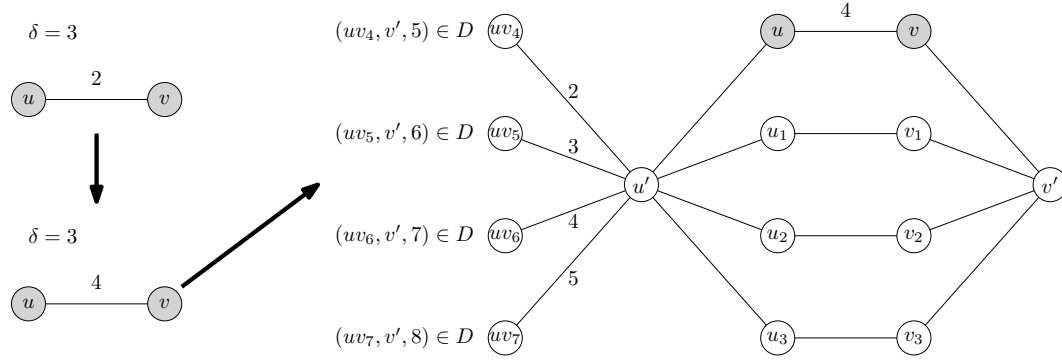 δ = 3
2
u v
δ = 3
4
u v
(uv₄, v′, 5) ∈ D uv₄ u 4 v
2
(uv₅, v′, 6) ∈ D uv₅ 3 u₁ v₁
u′ v′
(uv₆, v′, 7) ∈ D uv₆ 4 u₂ v₂
5
(uv₇, v′, 8) ∈ D uv₇ u₃ v₃